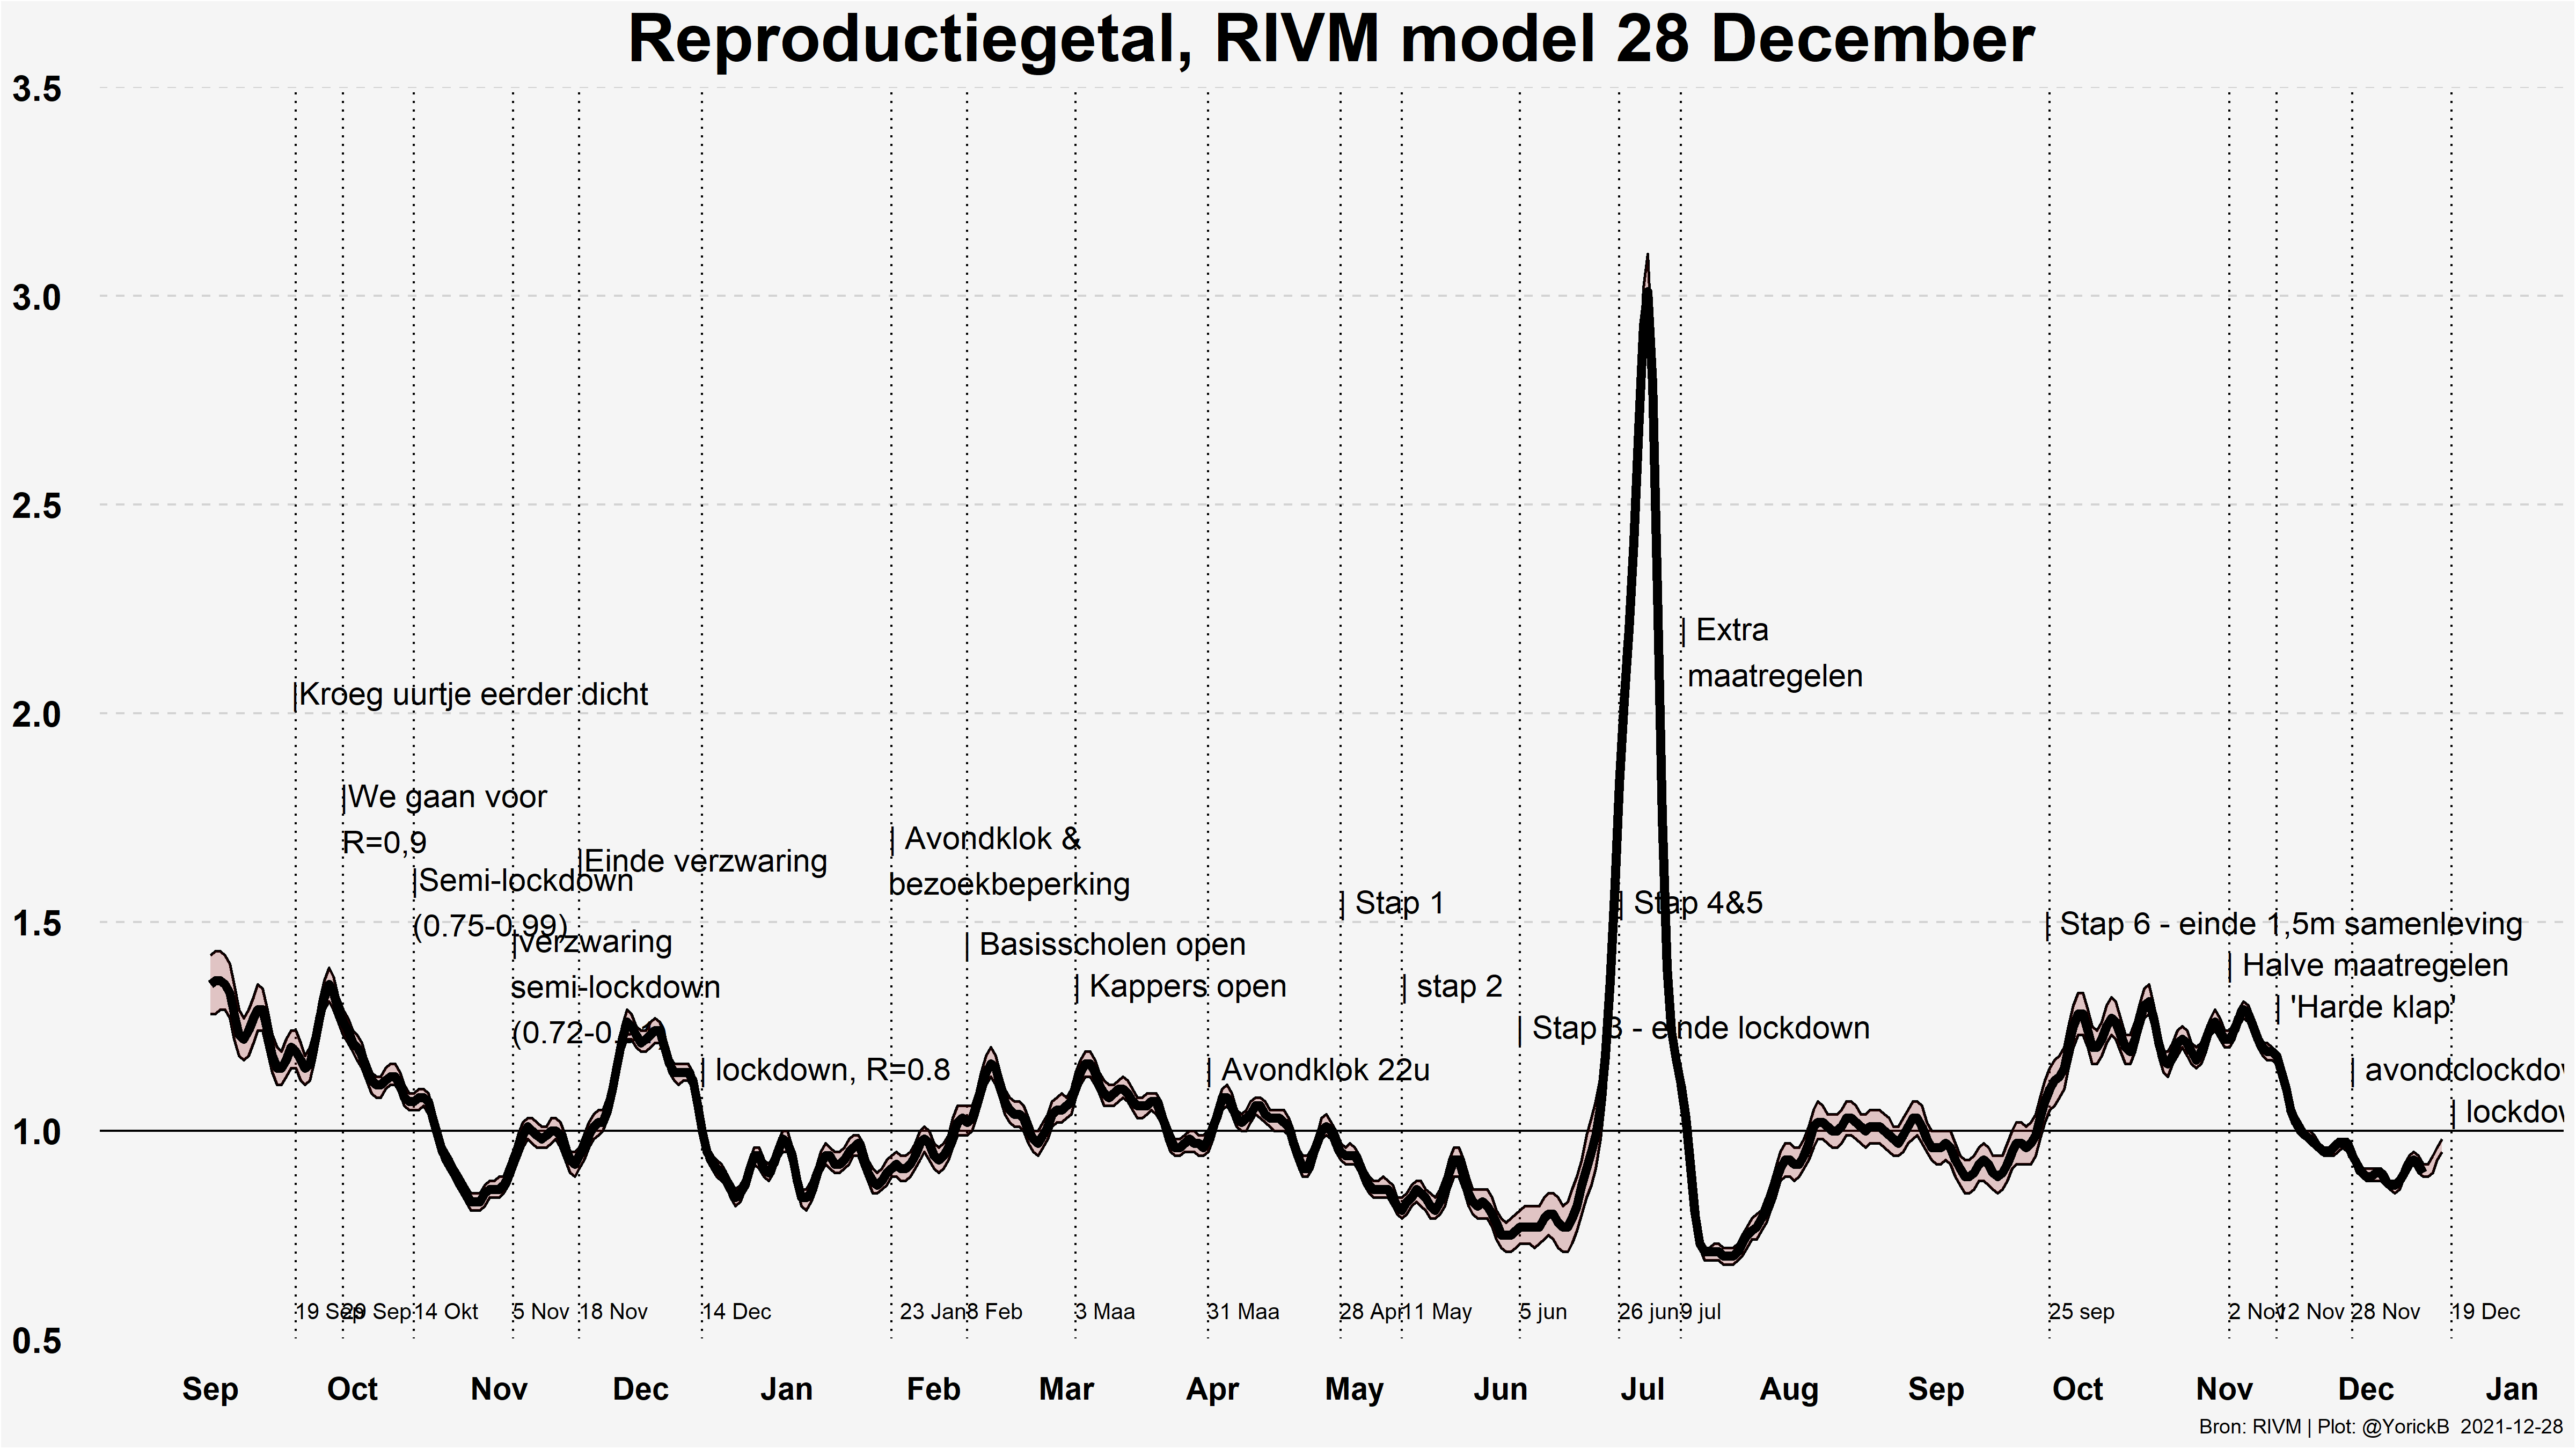 Reproductiegetal, RIVM model 28 December
3.5
3.0
2.5
2.0
1.5
1.0
0.5
|Kroeg uurtje eerder dicht
|We gaan voor
R=0,9
|Semi-lockdown
(0.75-0.99)
|verzwaring
semi-lockdown
(0.72-0.
|Einde verzwaring
| lockdown, R=0.8
| Avondklok &
bezoekbeperking
| Basisscholen open
| Kappers open
| Avondklok 22u
| Stap 1
| stap 2
| Stap 3 - einde lockdown
| Stap 4&5
| Extra
maatregelen
| Stap 6 - einde 1,5m samenleving
| Halve maatregelen
| 'Harde klap'
| avondclockdow
| lockdow
19 Sep
29 Sep
14 Okt
5 Nov
18 Nov
14 Dec
23 Jan
8 Feb
3 Maa
31 Maa
28 Apr
11 May
5 jun
26 jun
9 jul
25 sep
2 Nov
12 Nov
28 Nov
19 Dec
Sep Oct Nov Dec Jan Feb Mar Apr May Jun Jul Aug Sep Oct Nov Dec Jan
Bron: RIVM | Plot: @YorickB 2021-12-28